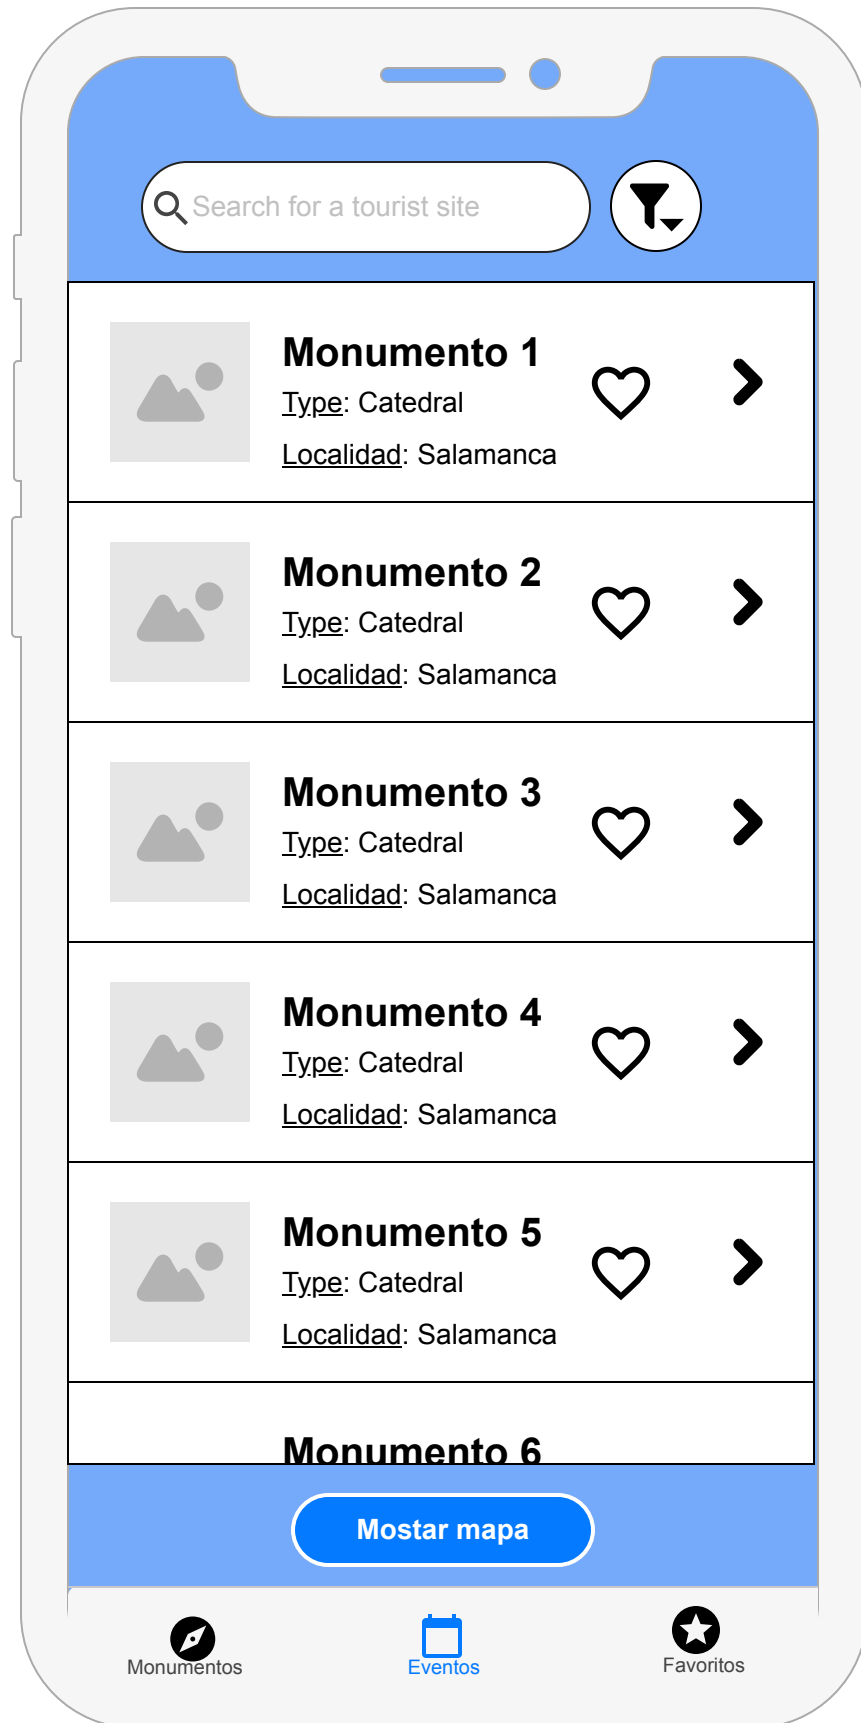 Search for a tourist site
Monumento 1
Type: Catedral
Localidad: Salamanca
Monumento 2
Type: Catedral
Localidad: Salamanca
Monumento 3
Type: Catedral
Localidad: Salamanca
Monumento 4
Type: Catedral
Localidad: Salamanca
Monumento 5
Type: Catedral
Localidad: Salamanca
Monumento 6
Mostar mapa
Monumentos
Eventos
Favoritos